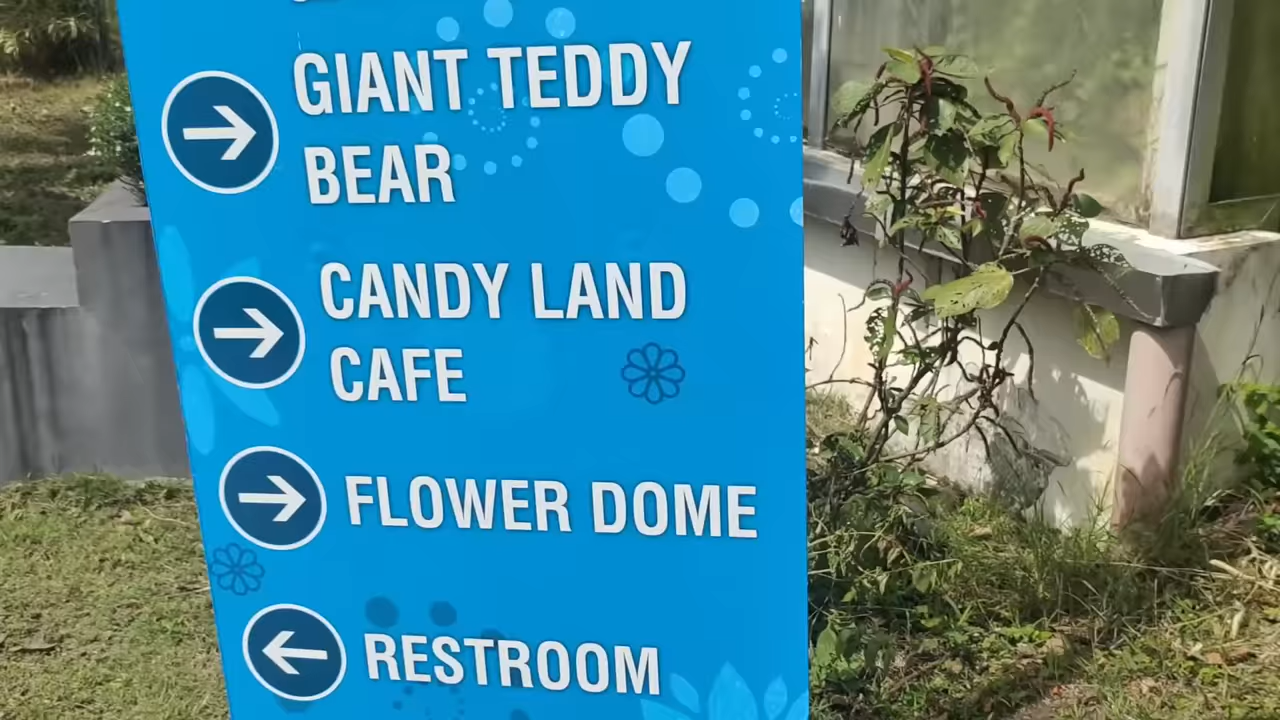 GIANT TEDDY
BEAR
CANDY LAND
CAFE
FLOWER DOME
RESTROOM